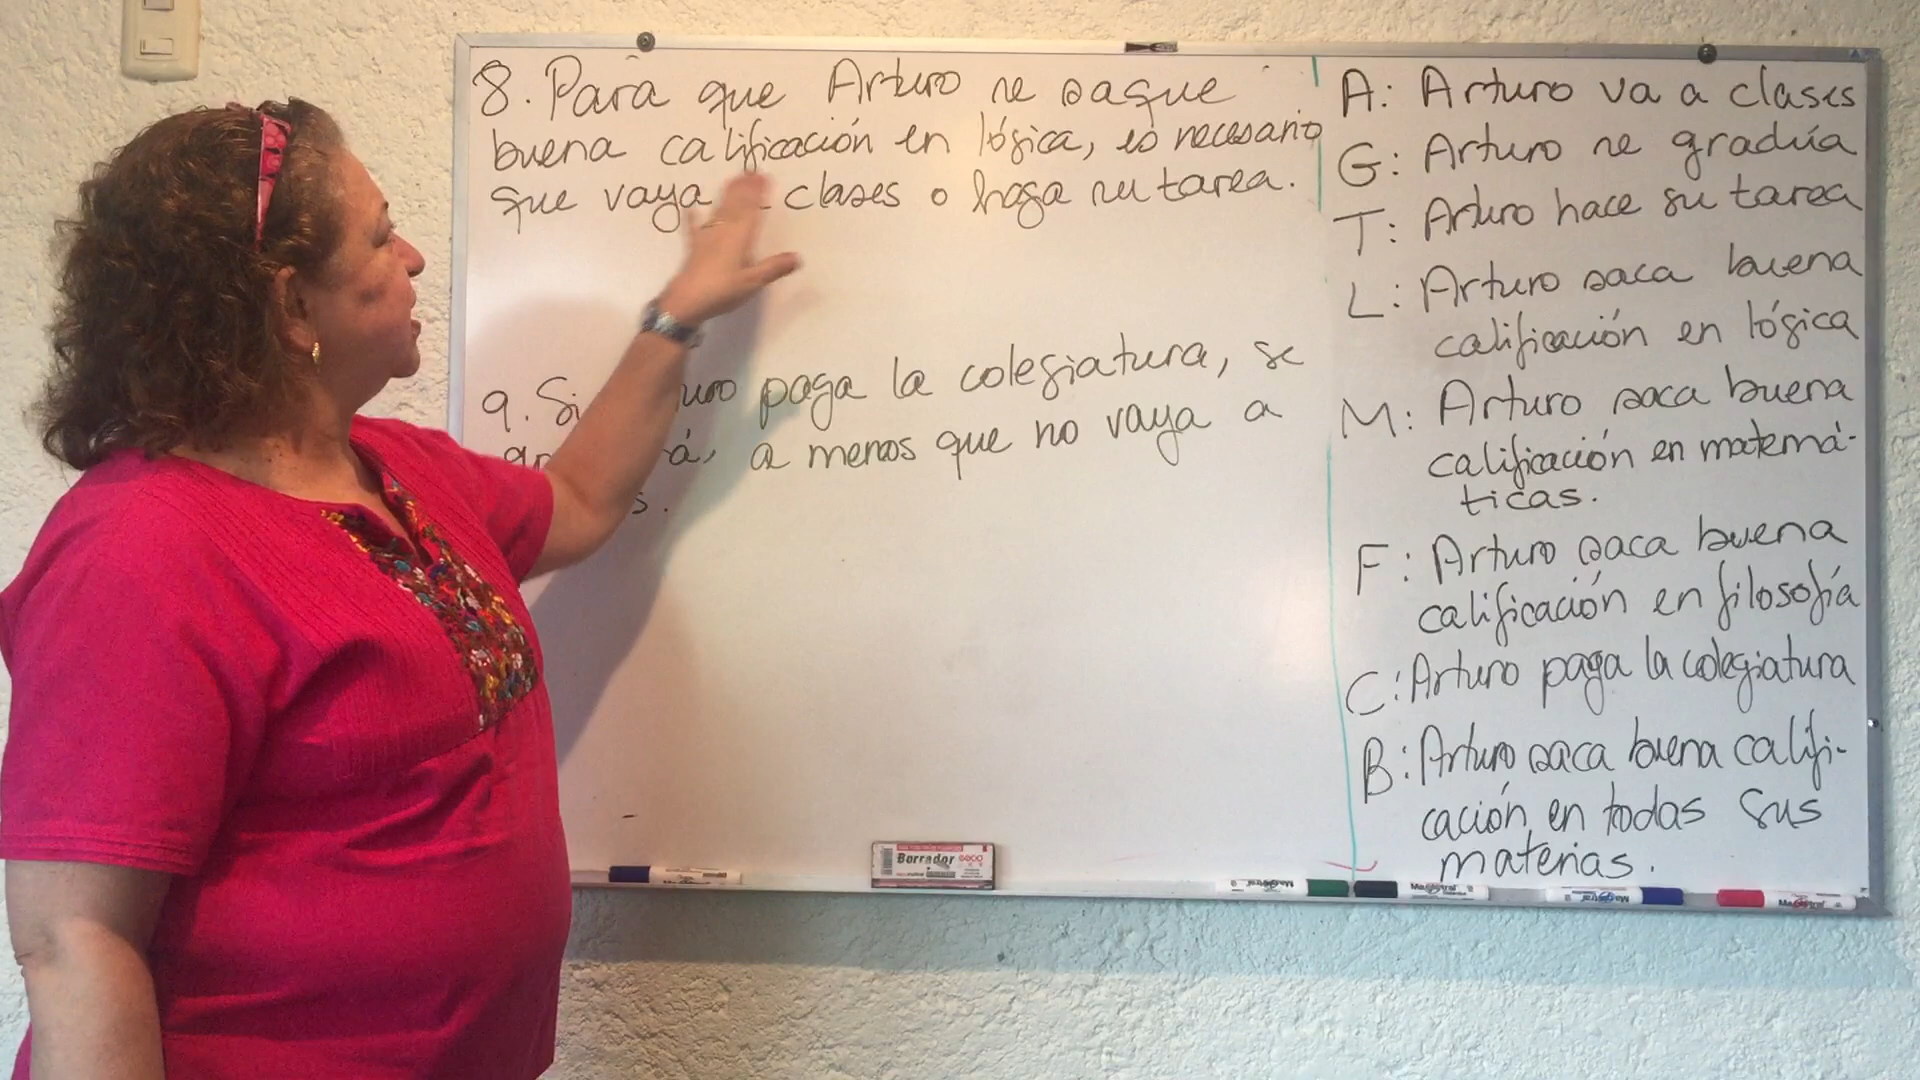 8. Para que Arturo se saque
buena calificación en lógica, es necesario
que vaya clases o haga su tarea.
9. Si paga la colegiatura, se
a menos que no vaya a
A: Arturo va a clases
G: Arturo se gradúa
T: Arturo hace su tarea
L: Arturo saca buena
calificación en lógica
M: Arturo saca buena
calificación en matemá-
ticas.
F: Arturo saca buena
calificación en filosofía
C: Arturo paga la colegiatura
B: Arturo saca buena califi-
cación en todas sus
materias.
Borrador
Magistral